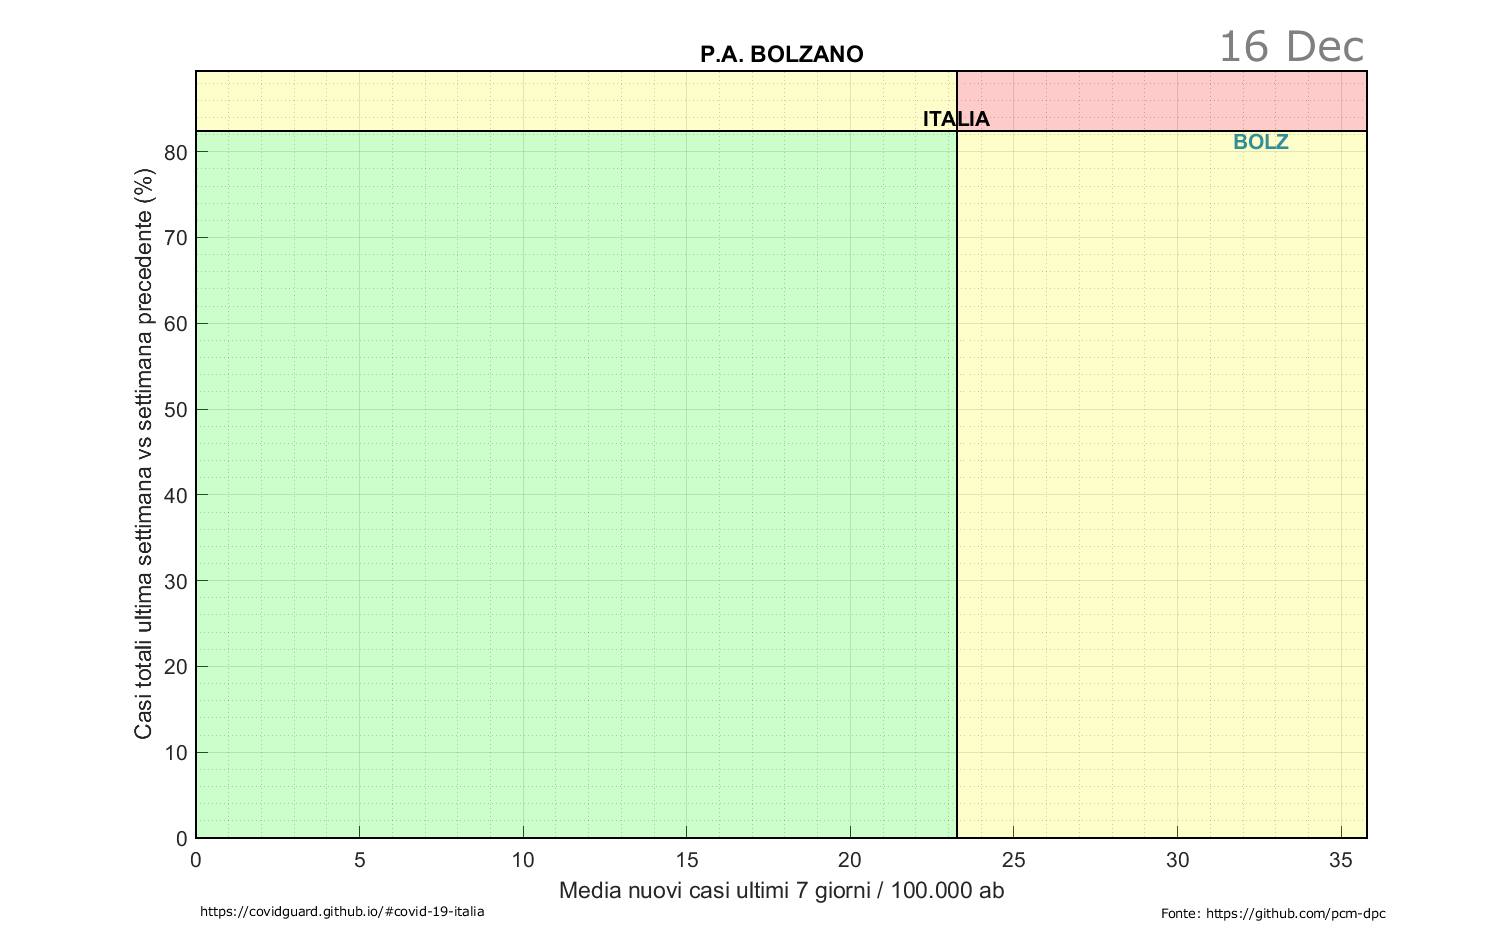 16 Dec
P.A. BOLZANO
ITALIA
BOLZ
Casi totali ultima settimana vs settimana precedente (%)
80
70
60
50
40
30
20
10
0
0 5 10 15 20 25 30 35
Media nuovi casi ultimi 7 giorni / 100.000 ab
https://covidguard.github.io/#covid-19-italia
Fonte: https://github.com/pcm-dpc